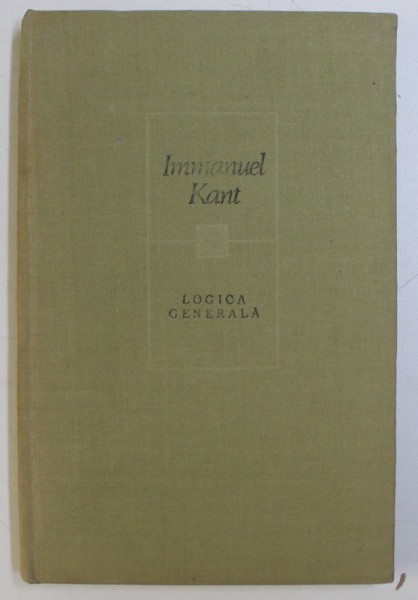 Immanuel
Kant
LOGICA
GENERALĂ